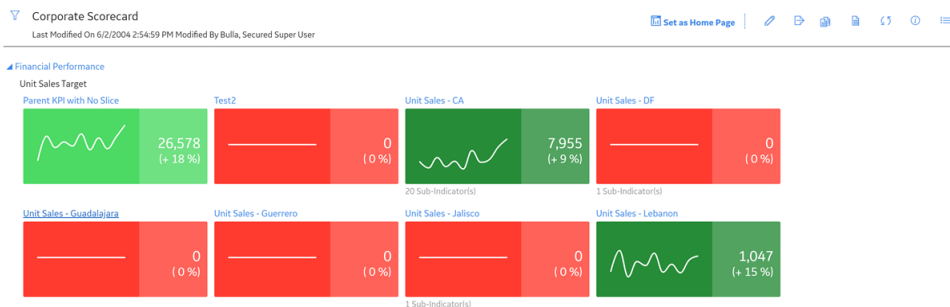 Corporate Scorecard
Set as Home Page
Last Modified On 6/2/2004 2:54:59 PM Modified By Bulla, Secured Super User
Financial Performance
Unit Sales Target
Parent KPI with No Slice
Test2
Unit Sales - CA
Unit Sales - DF
26,578
(+ 18 %)
0
( 0 %)
7,955
(+ 9 %)
0
( 0 %)
20 Sub-Indicator(s)
1 Sub-Indicator(s)
Unit Sales - Guadalajara
Unit Sales - Guerrero
Unit Sales - Jalisco
Unit Sales - Lebanon
0
( 0 %)
0
( 0 %)
0
( 0 %)
1,047
(+ 15 %)
1 Sub-Indicator(s)